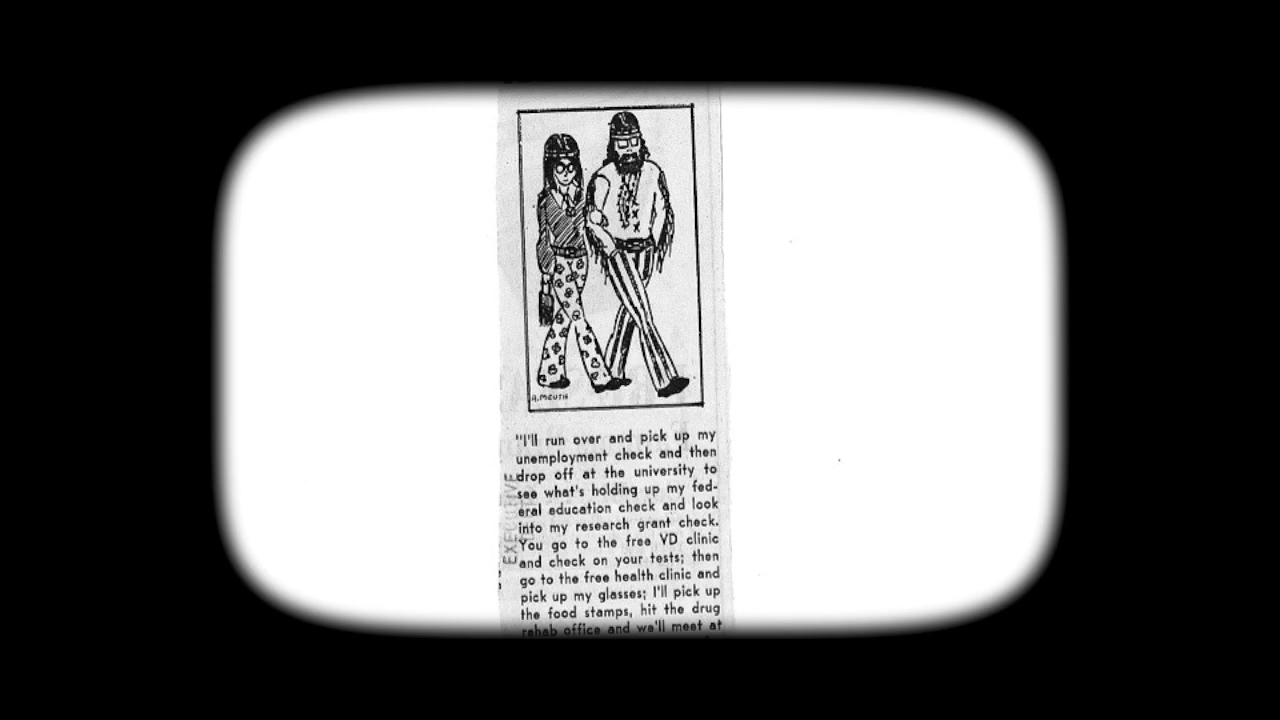 A. MEUTH
"I'll run over and pick up my
unemployment check and then
drop off at the university to
see what's holding up my fed-
eral education check and look
into my research grant check.
You go to the free VD clinic
and check on your tests; then
go to the free health clinic and
pick up my glasses; I'll pick up
the food stamps, hit the drug
rehab office and we'll meet at
EXECUTIVE